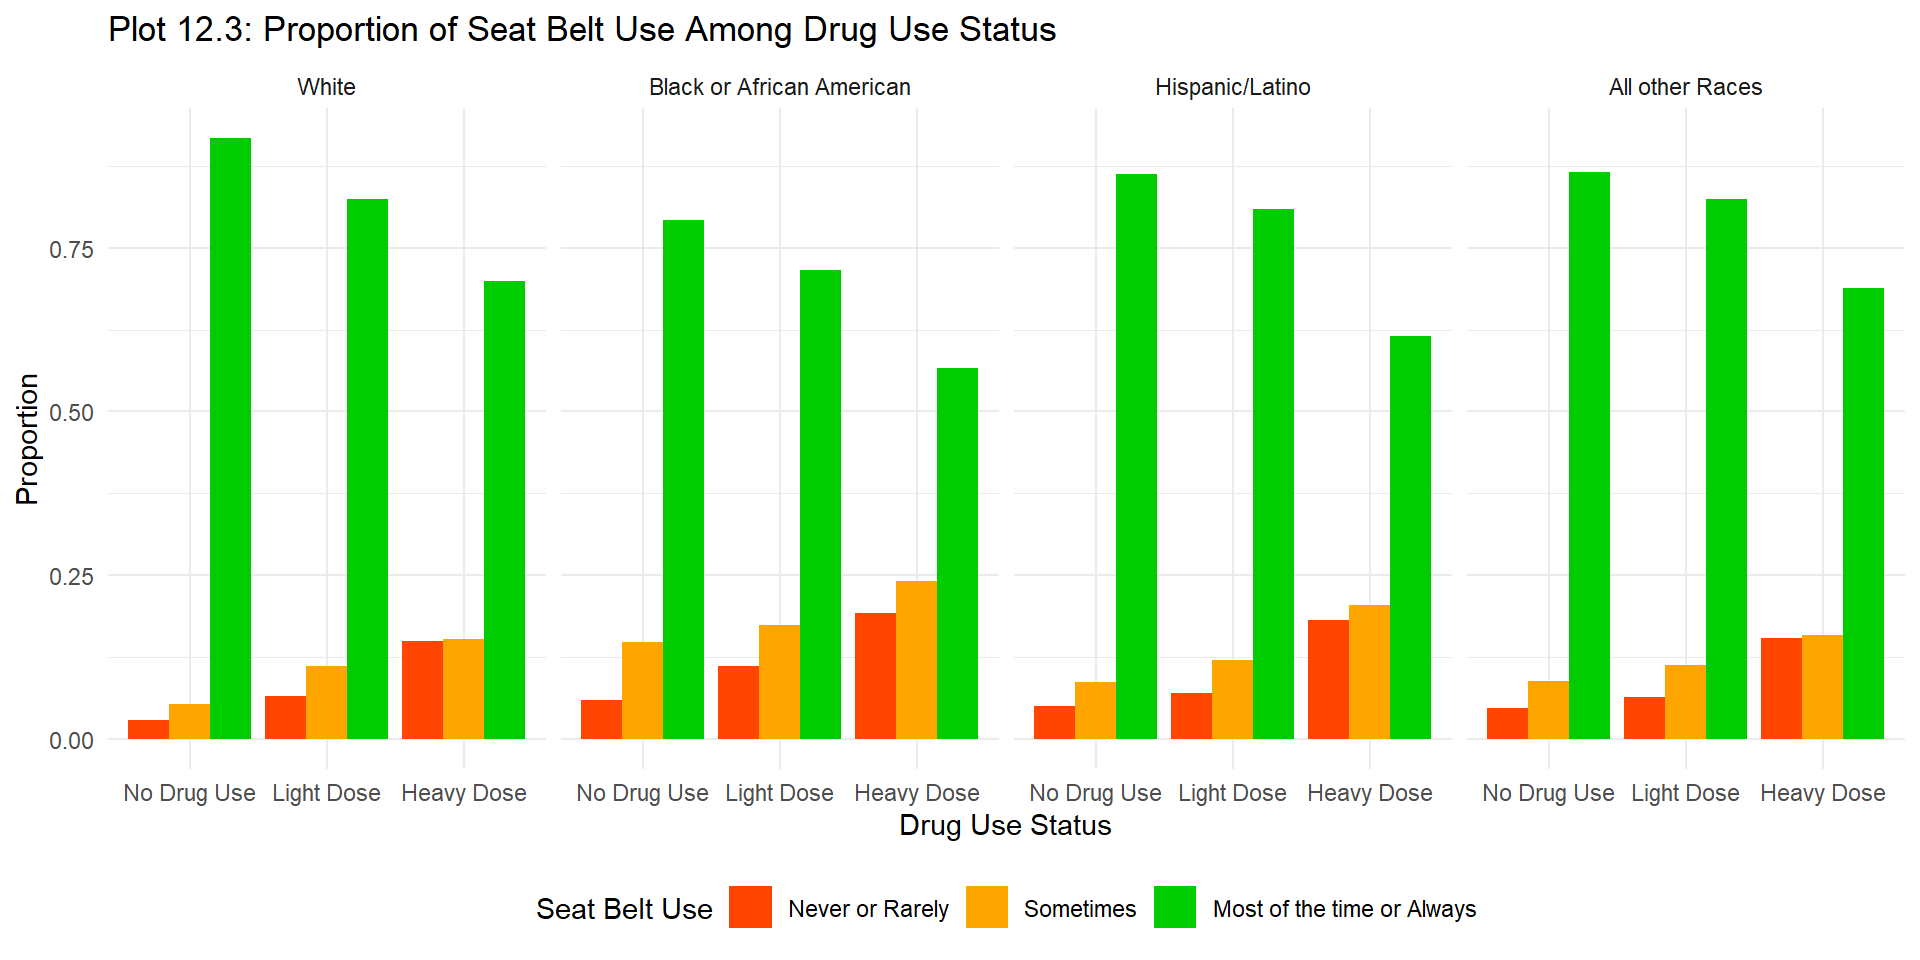 Plot 12.3: Proportion of Seat Belt Use Among Drug Use Status
White Black or African American Hispanic/Latino All other Races
Proportion
0.75
0.50
0.25
0.00
No Drug Use Light Dose Heavy Dose No Drug Use Light Dose Heavy Dose No Drug Use Light Dose Heavy Dose No Drug Use Light Dose Heavy Dose
Drug Use Status
Seat Belt Use Never or Rarely Sometimes Most of the time or Always